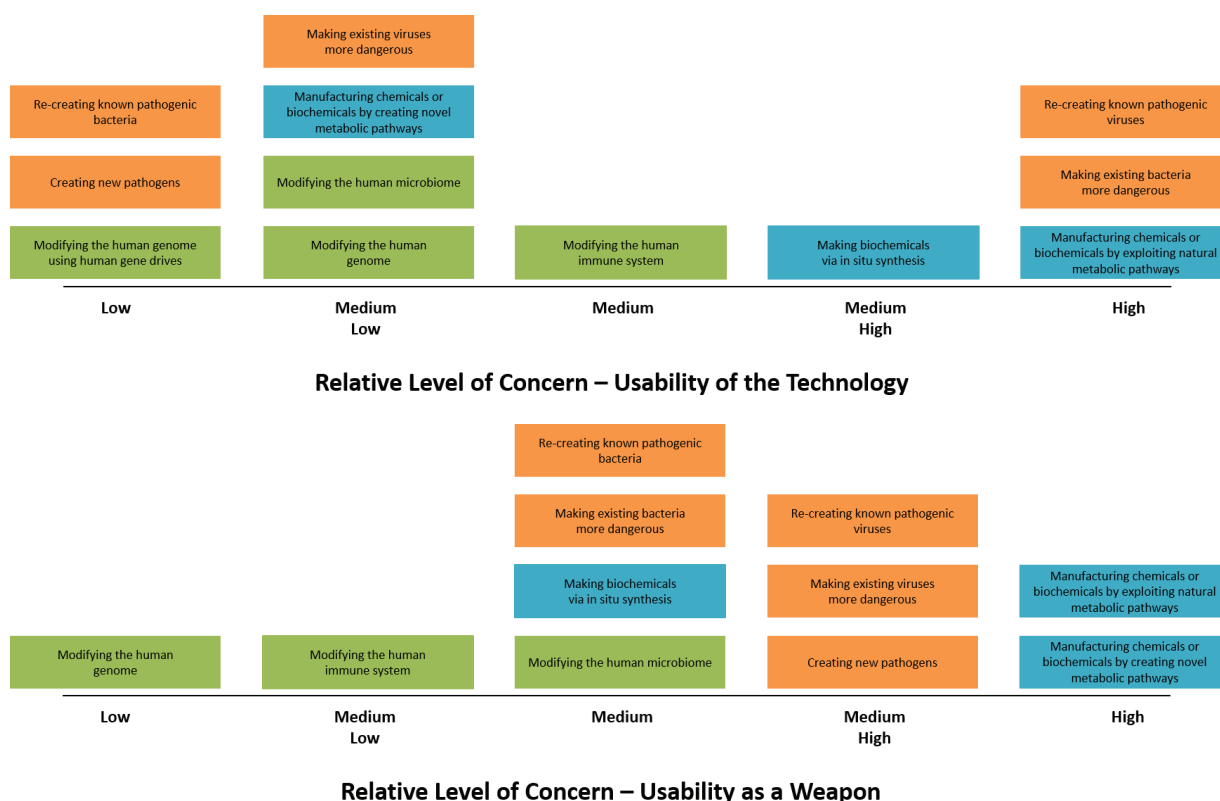 Making existing viruses
more dangerous
Re-creating known pathogenic
bacteria
Manufacturing chemicals or
biochemicals by creating novel
metabolic pathways
Re-creating known pathogenic
viruses
Creating new pathogens
Modifying the human microbiome
Making existing bacteria
more dangerous
Modifying the human genome
using human gene drives
Modifying the human
genome
Modifying the human
immune system
Making biochemicals
via in situ synthesis
Manufacturing chemicals or
biochemicals by exploiting natural
metabolic pathways
Low
Medium
Low
Medium
Medium
High
High
Relative Level of Concern – Usability of the Technology
Re-creating known pathogenic
bacteria
Making existing bacteria
more dangerous
Re-creating known pathogenic
viruses
Making biochemicals
via in situ synthesis
Making existing viruses
more dangerous
Manufacturing chemicals or
biochemicals by exploiting natural
metabolic pathways
Modifying the human
genome
Modifying the human
immune system
Modifying the human microbiome
Creating new pathogens
Manufacturing chemicals or
biochemicals by creating novel
metabolic pathways
Low
Medium
Low
Medium
Medium
High
High
Relative Level of Concern – Usability as a Weapon